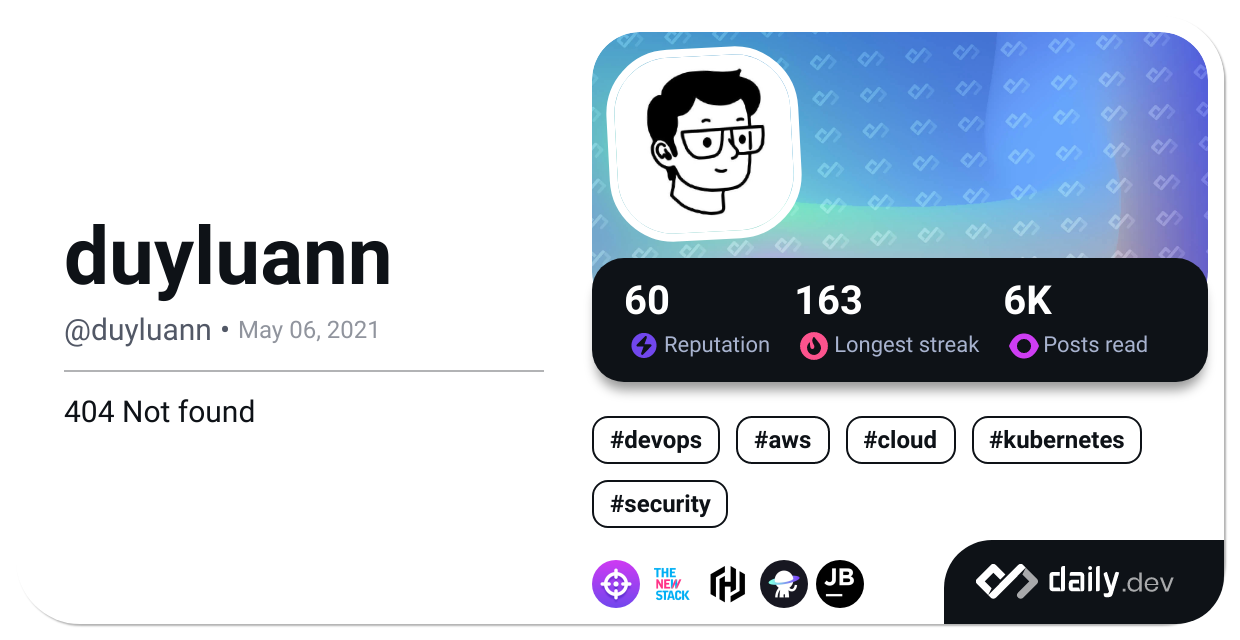 duyluann
@duyluann • May 06, 2021
404 Not found
60 163 6K
Reputation Longest streak Posts read
#devops #aws #cloud #kubernetes
#security
THE
NEW
STACK
JB
daily.dev